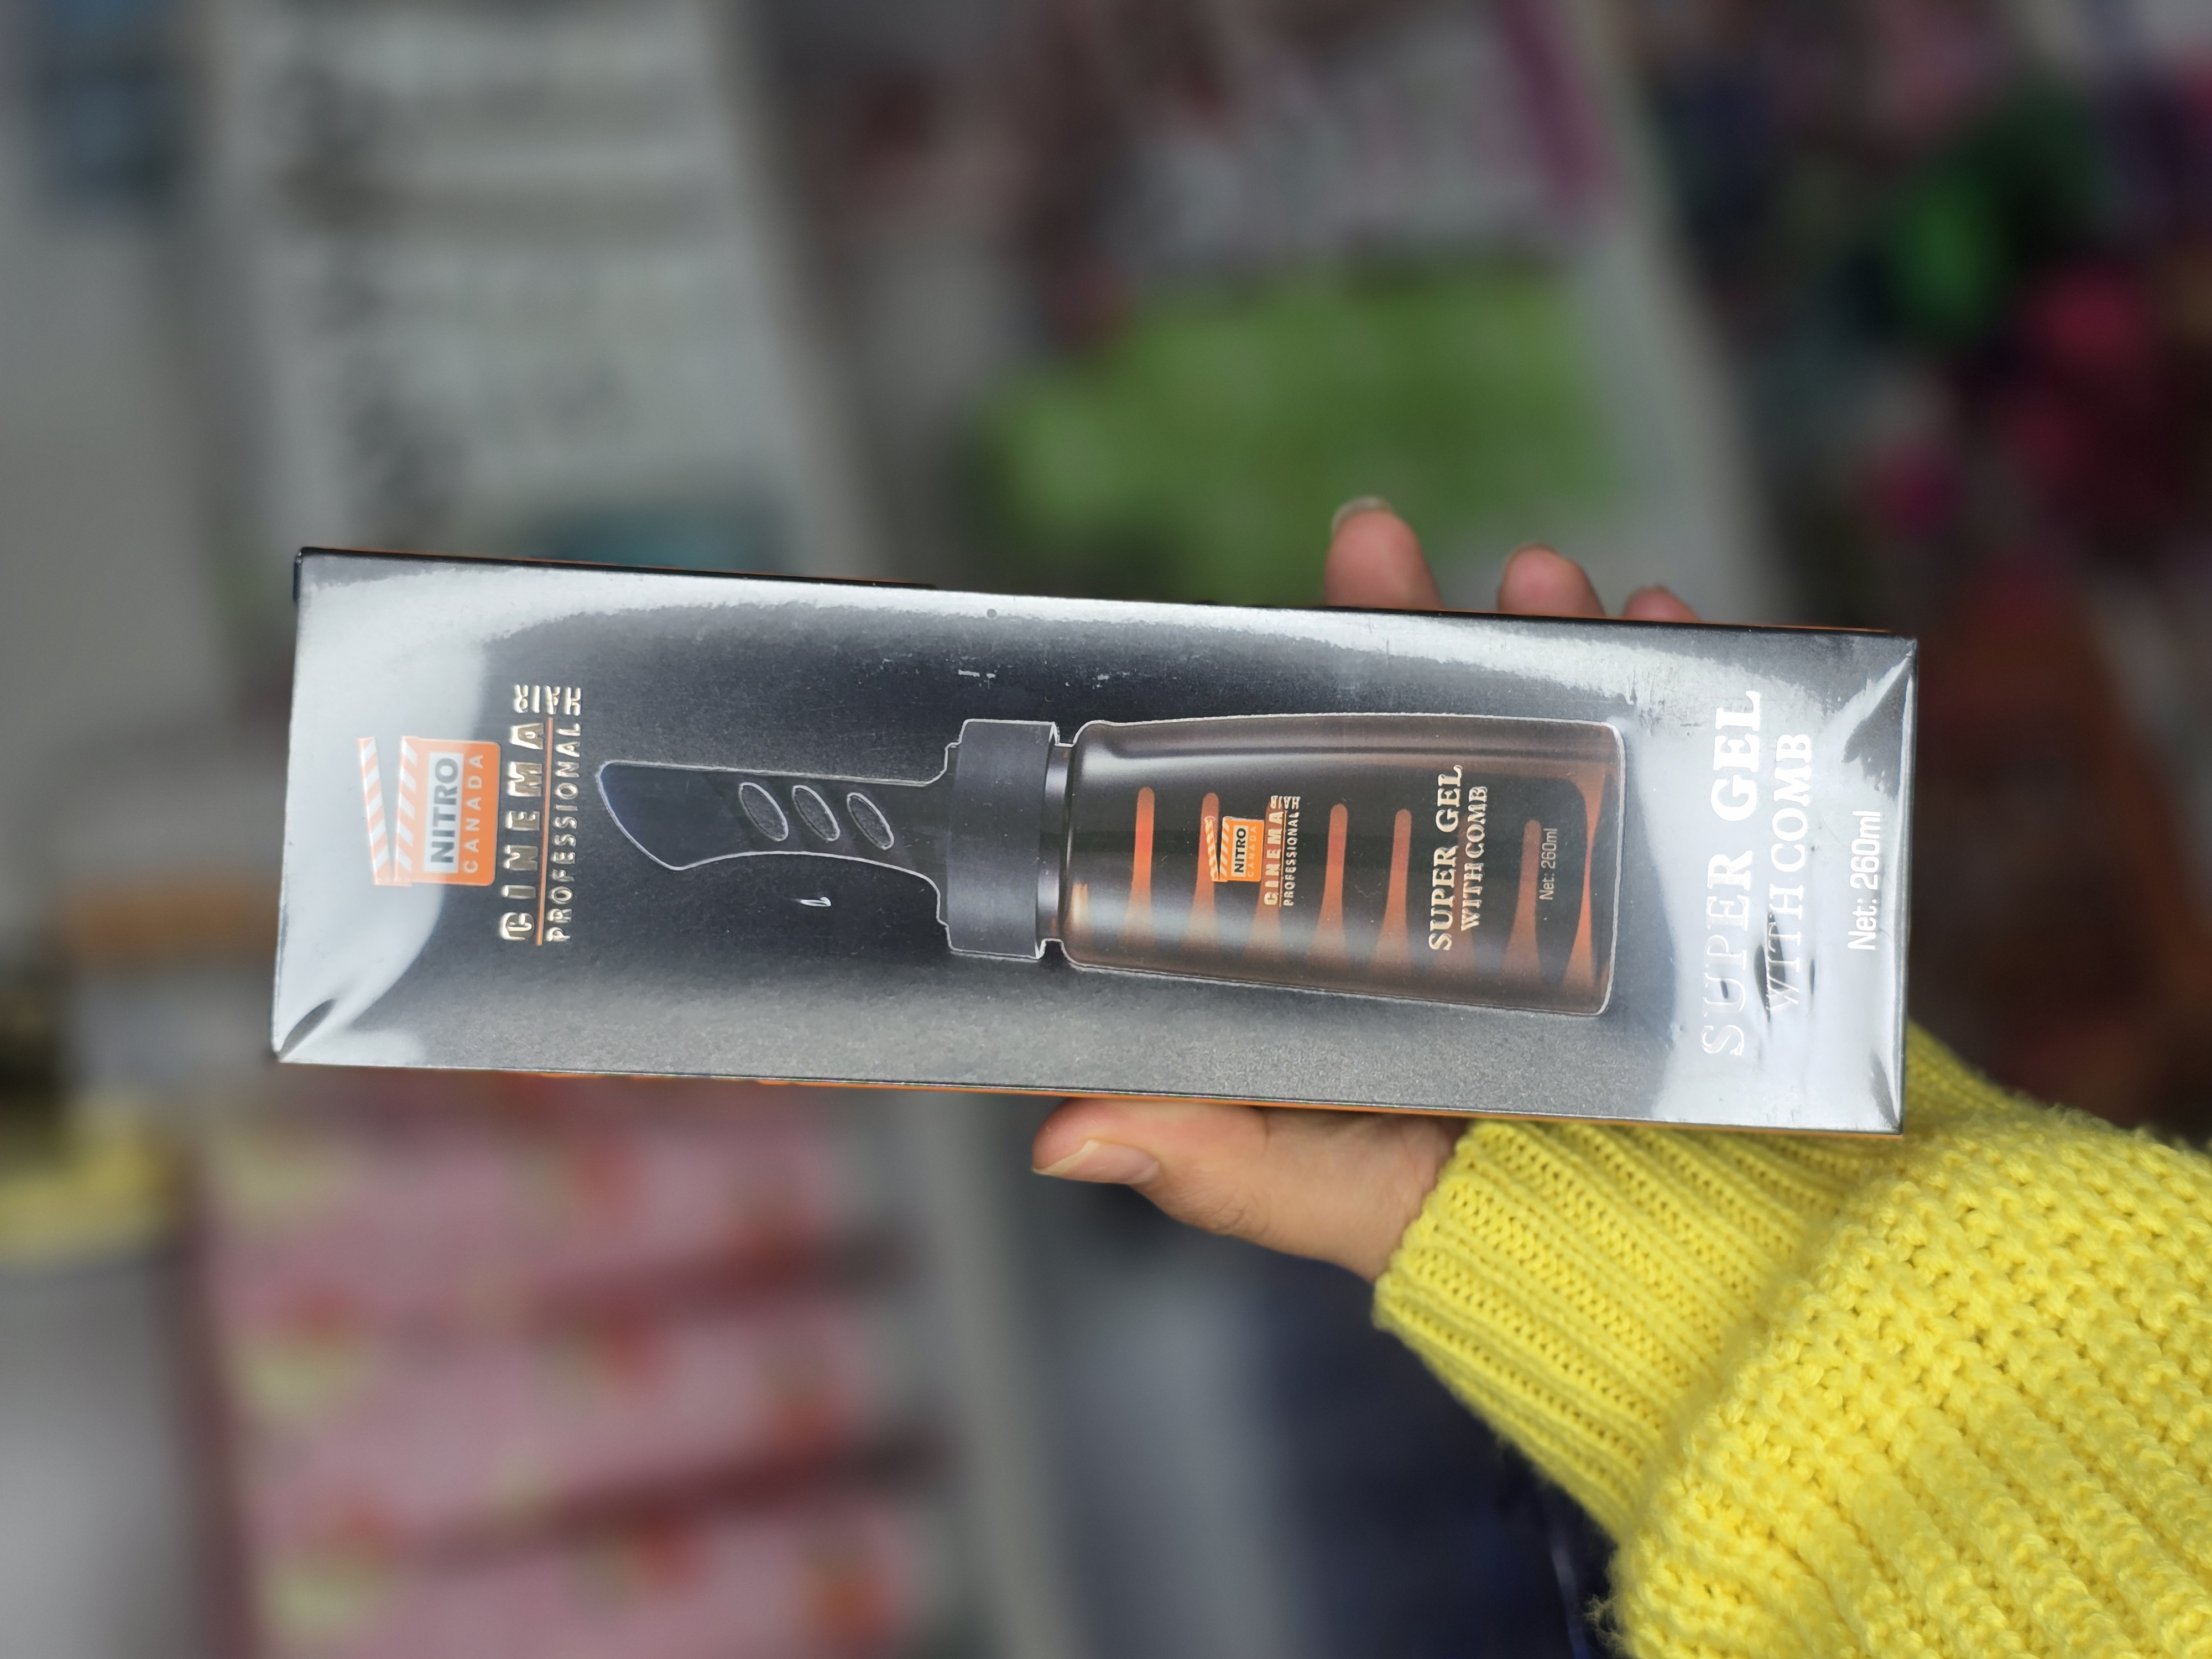 NITRO
CANADA
CINEMA HAIR
PROFESSIONAL
NITRO
CANADA
CINEMA HAIR
PROFESSIONAL
SUPER GEL
WITH COMB
Net: 260ml
SUPER GEL
WITH COMB
Net: 260ml